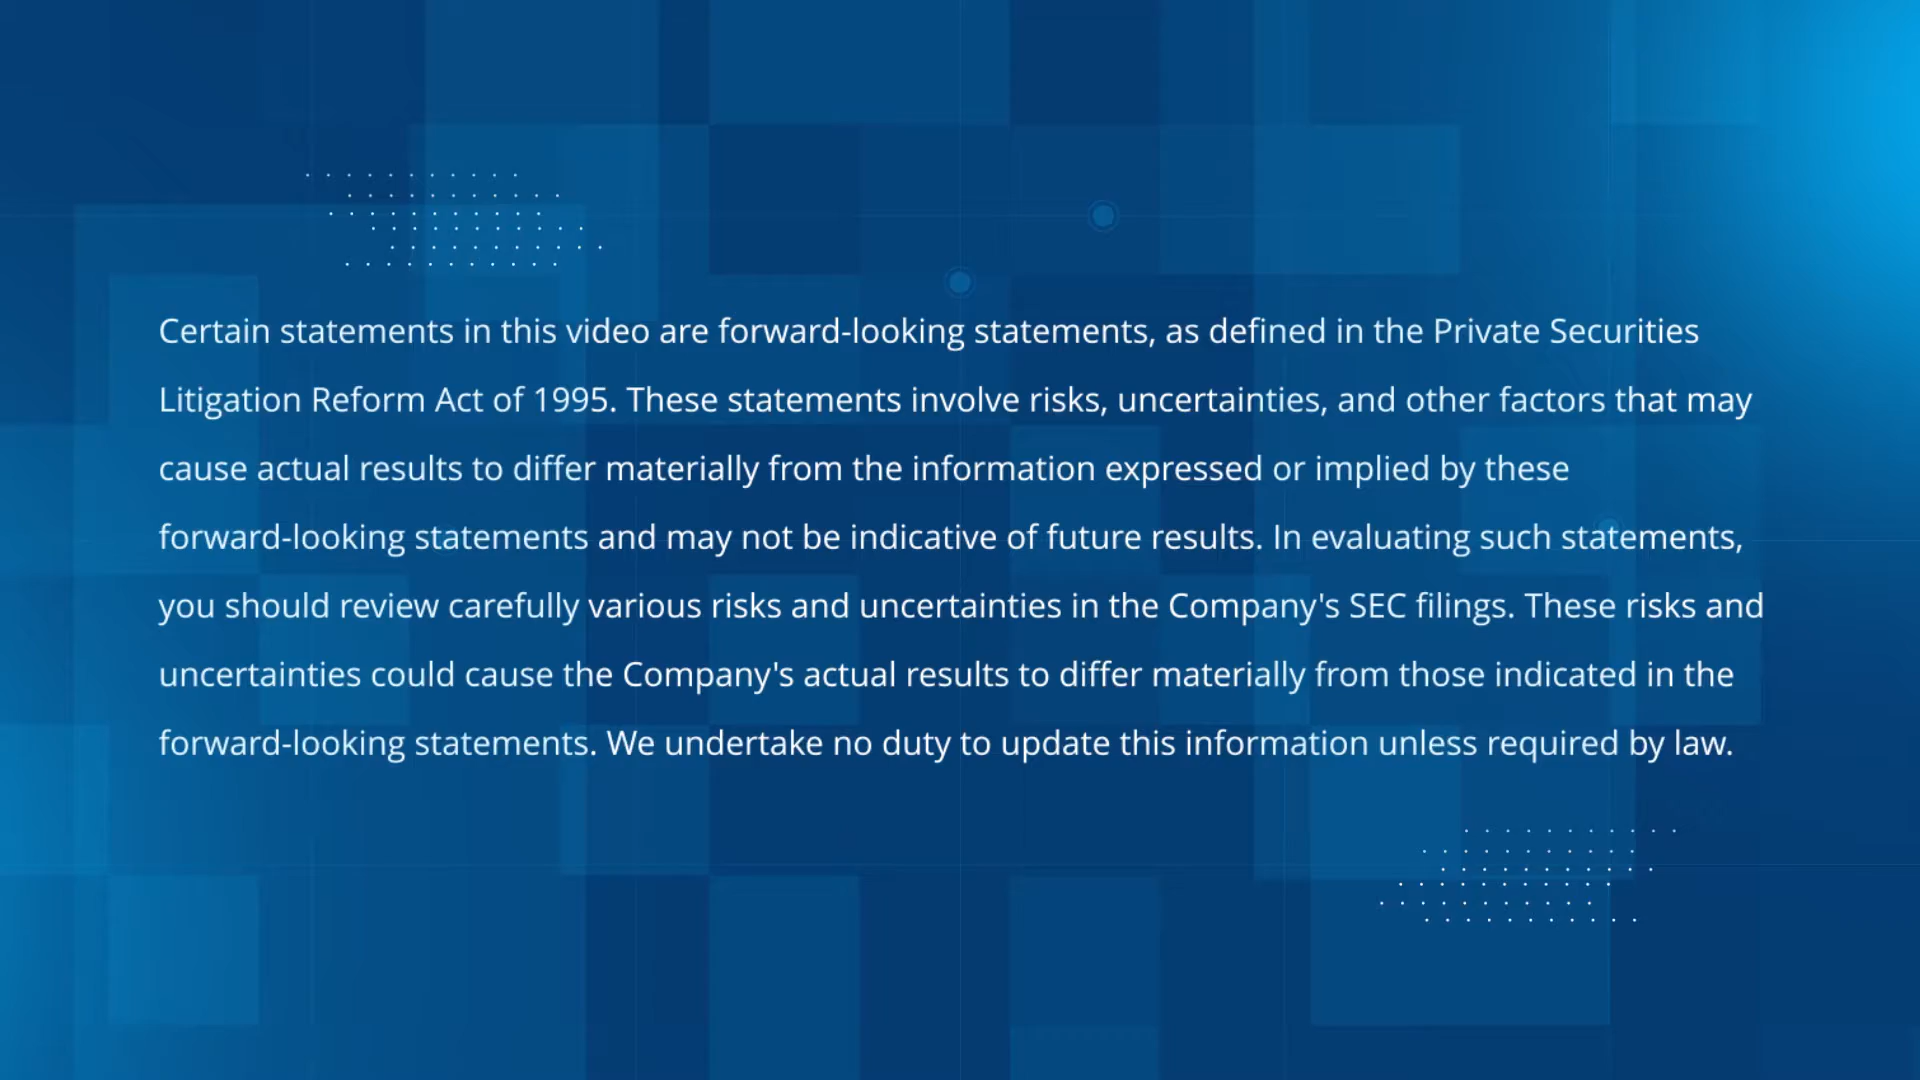 Certain statements in this video are forward-looking statements, as defined in the Private Securities
Litigation Reform Act of 1995. These statements involve risks, uncertainties, and other factors that may
cause actual results to differ materially from the information expressed or implied by these
forward-looking statements and may not be indicative of future results. In evaluating such statements,
you should review carefully various risks and uncertainties in the Company's SEC filings. These risks and
uncertainties could cause the Company's actual results to differ materially from those indicated in the
forward-looking statements. We undertake no duty to update this information unless required by law.